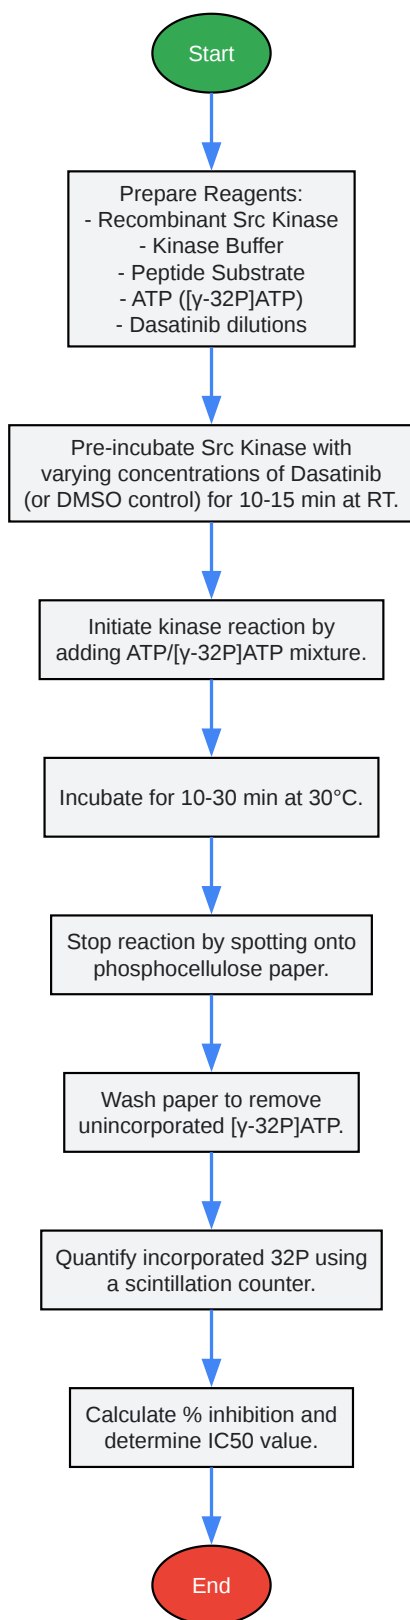 Start
Prepare Reagents:
- Recombinant Src Kinase
- Kinase Buffer
- Peptide Substrate
- ATP ([γ-32P]ATP)
- Dasatinib dilutions
Pre-incubate Src Kinase with
varying concentrations of Dasatinib
(or DMSO control) for 10-15 min at RT.
Initiate kinase reaction by
adding ATP/[γ-32P]ATP mixture.
Incubate for 10-30 min at 30°C.
Stop reaction by spotting onto
phosphocellulose paper.
Wash paper to remove
unincorporated [γ-32P]ATP.
Quantify incorporated 32P using
a scintillation counter.
Calculate % inhibition and
determine IC50 value.
End